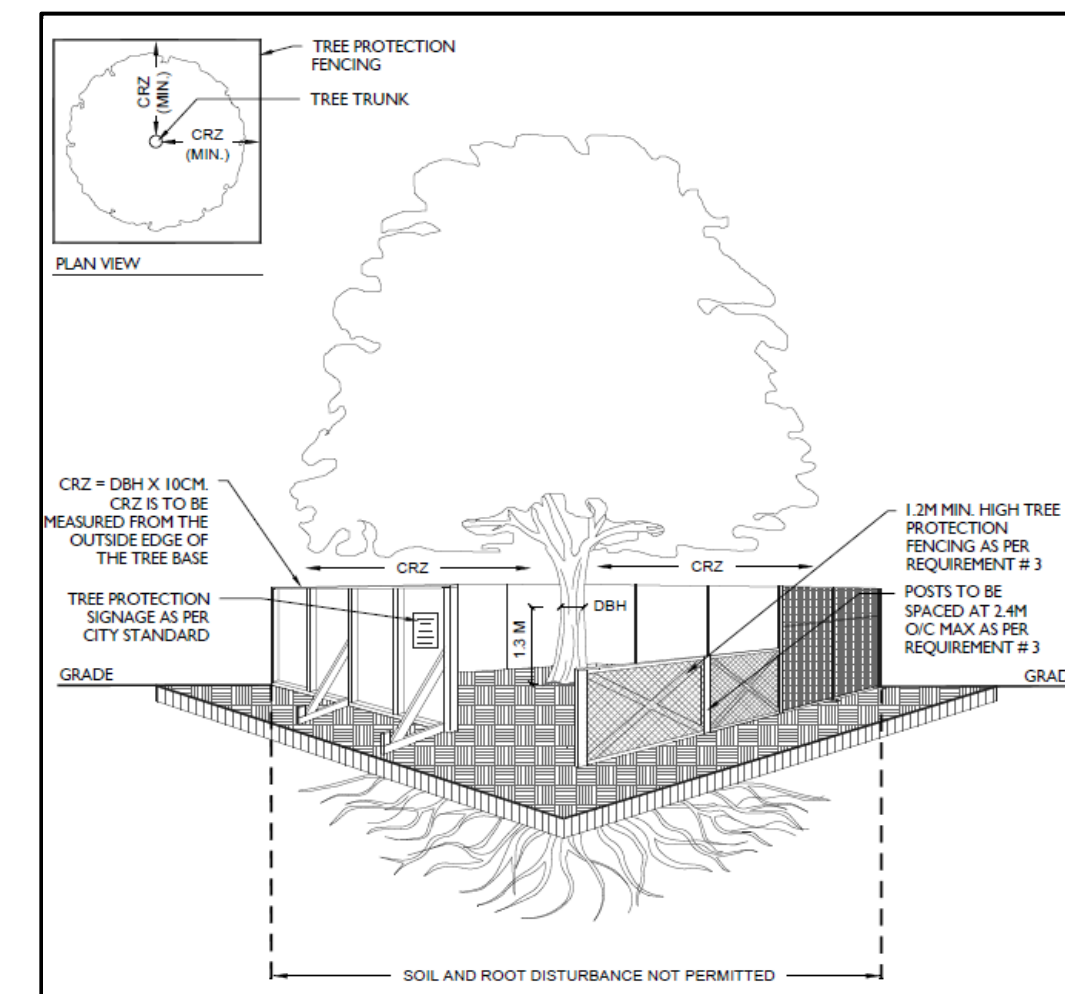 TREE PROTECTION
FENCING
TREE TRUNK
CRZ
(MIN.)
CRZ
(MIN.)
PLAN VIEW
CRZ = DBH X 10CM.
CRZ IS TO BE
MEASURED FROM THE
OUTSIDE EDGE OF
THE TREE BASE
TREE PROTECTION
SIGNAGE AS PER
CITY STANDARD
GRADE
CRZ
CRZ
1.3 M
DBH
1.2M MIN. HIGH TREE
PROTECTION
FENCING AS PER
REQUIREMENT # 3
POSTS TO BE
SPACED AT 2.4M
O/C MAX AS PER
REQUIREMENT # 3
GRAD
SOIL AND ROOT DISTURBANCE NOT PERMITTED